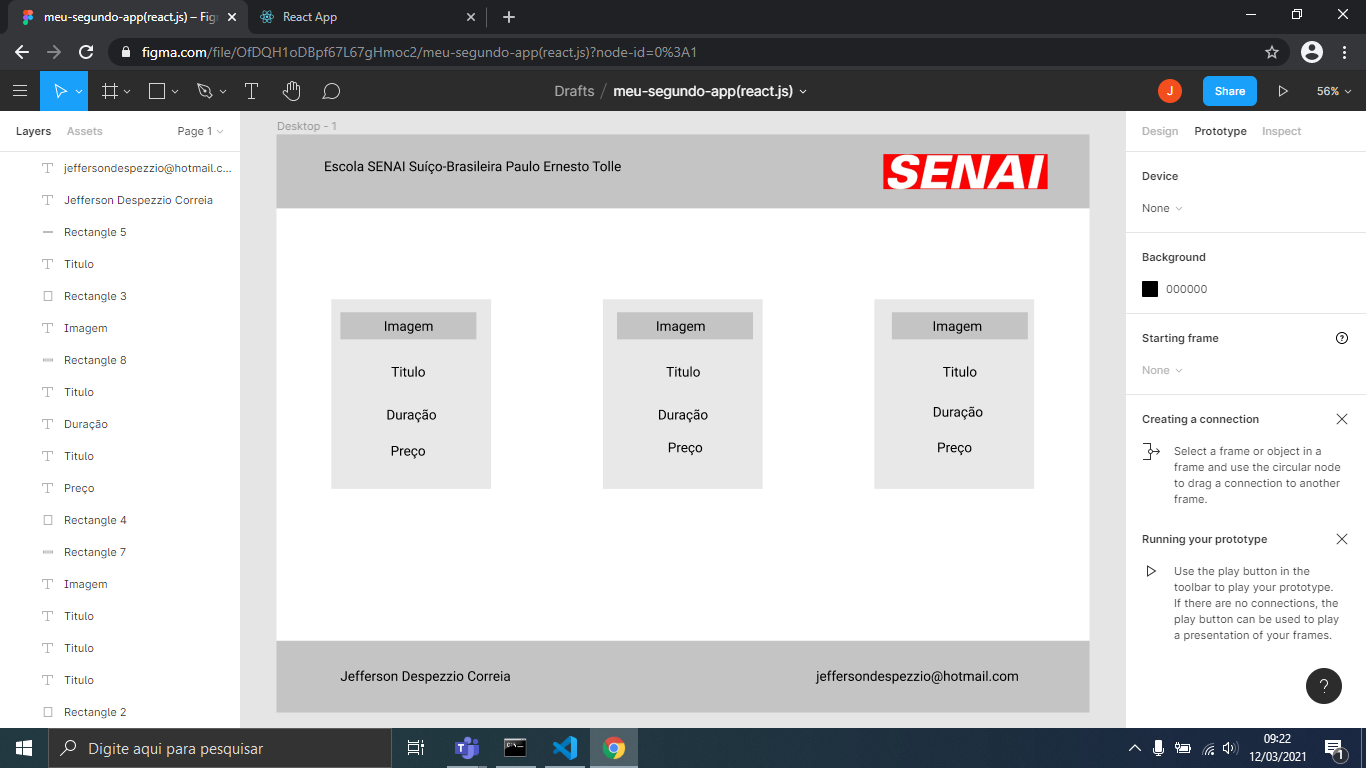 meu-segundo-app(react.js) – Fig
React App
figma.com/file/OfDQH1oDBpf67L67gHmoc2/meu-segundo-app(react.js)?node-id=0%3A1
Drafts / meu-segundo-app(react.js)
J
Share
56%
Layers
Assets
Page 1
jeffersondespezzio@hotmail.c...
Jefferson Despezzio Correia
Rectangle 5
Titulo
Rectangle 3
Imagem
Rectangle 8
Titulo
Duração
Titulo
Preço
Rectangle 4
Rectangle 7
Imagem
Titulo
Titulo
Titulo
Rectangle 2
Desktop - 1
Escola SENAI Suíço-Brasileira Paulo Ernesto Tolle
SENAI
Imagem
Titulo
Duração
Preço
Imagem
Titulo
Duração
Preço
Imagem
Titulo
Duração
Preço
Jefferson Despezzio Correia
jeffersondespezzio@hotmail.com
Design
Prototype
Inspect
Device
None
Background
000000
Starting frame
None
Creating a connection
Select a frame or object in a
frame and use the circular node
to drag a connection to another
frame.
Running your prototype
Use the play button in the
toolbar to play your prototype.
If there are no connections, the
play button can be used to play
a presentation of your frames.
?
Digite aqui para pesquisar
09:22
12/03/2021
1